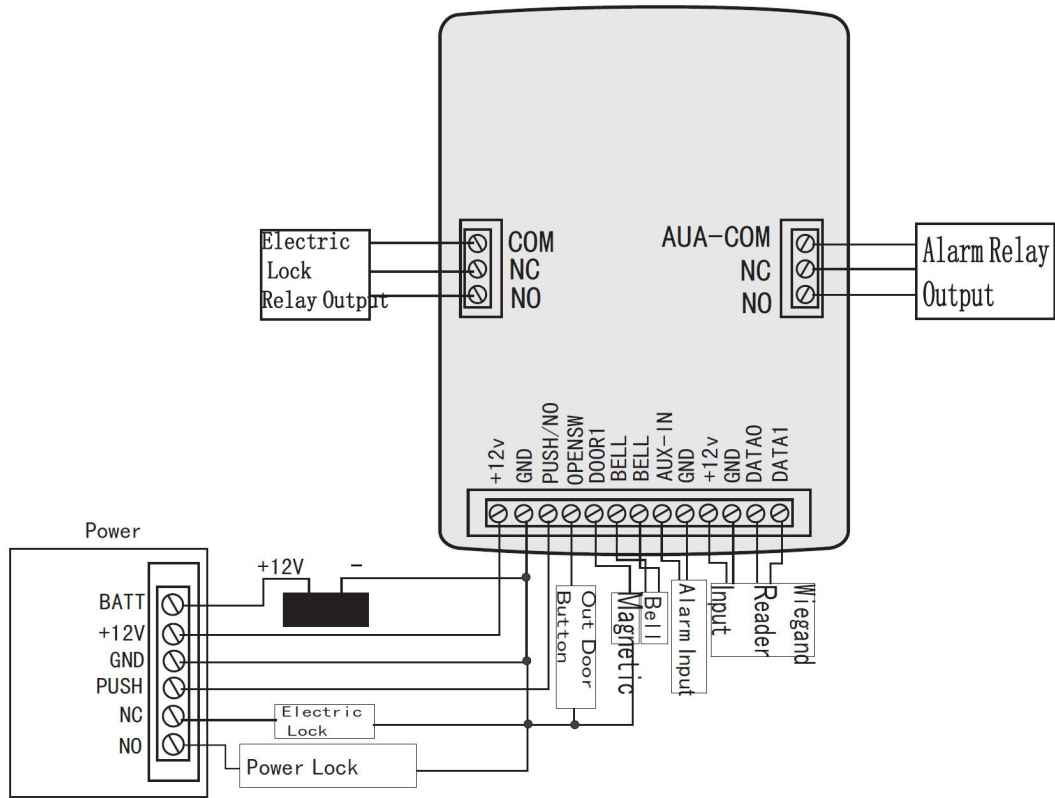 Electric
Lock
Relay Output
COM
NC
NO
AUA-COM
NC
NO
Alarm Relay
Output
+12v
GND
PUSH/NO
OPENSW
DOOR1
BELL
BELL
AUX-IN
GND
+12v
GND
DATA0
DATA1
Power
BATT
+12V
GND
PUSH
NC
NO
+12V
-
Electric
Lock
Power Lock
Out Door
Button
Magnetic
Bell
Alarm Input
Wiegand
Reader
Input